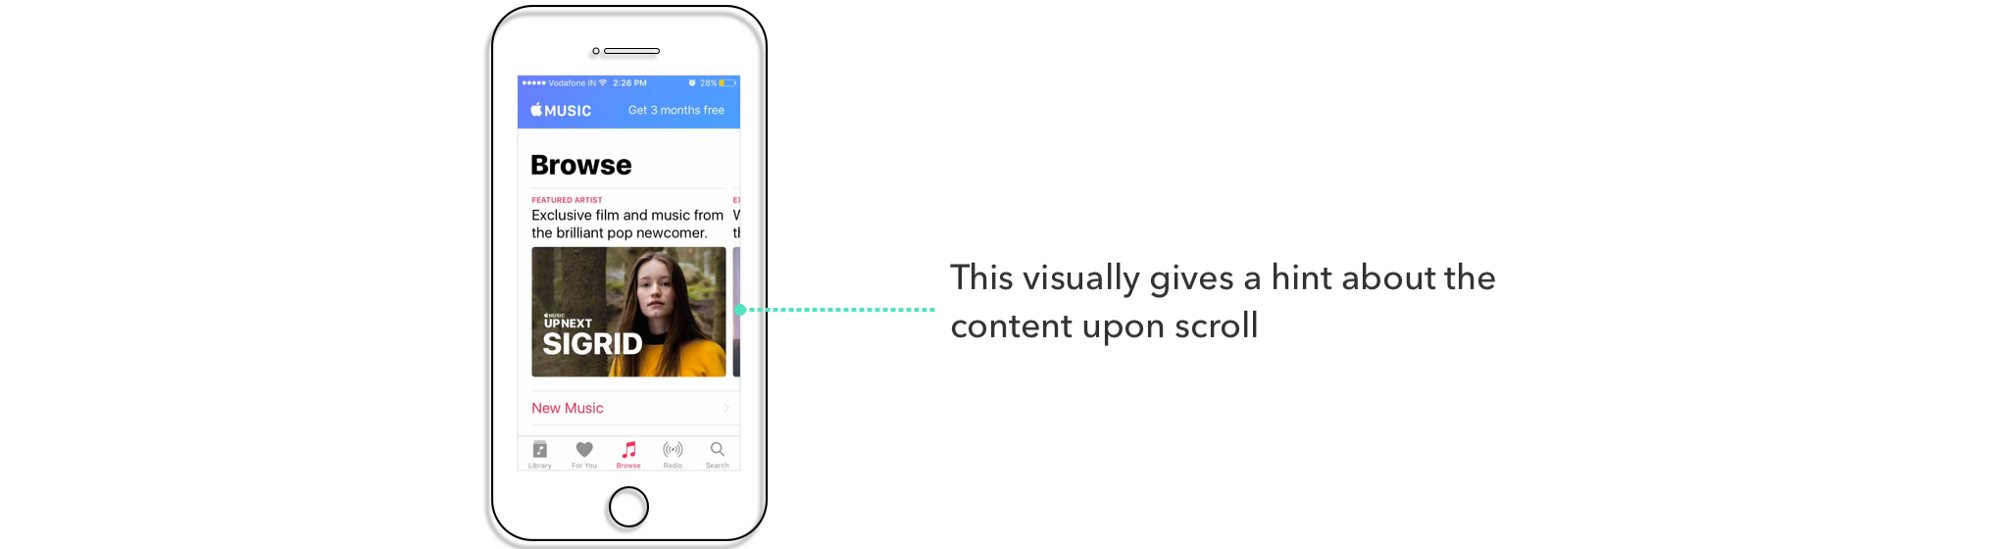 Vodafone IN 2:26 PM 28%
MUSIC Get 3 months free
Browse
FEATURED ARTIST
Exclusive film and music from
the brilliant pop newcomer.
MUSIC
UP NEXT
SIGRID
New Music
Library For You Browse Radio Search
This visually gives a hint about the
content upon scroll